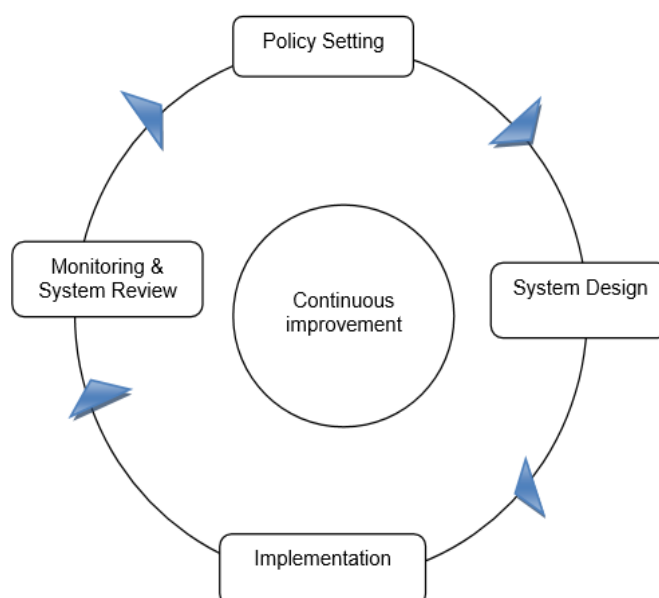 Policy Setting
Monitoring &
System Review
Continuous
improvement
System Design
Implementation